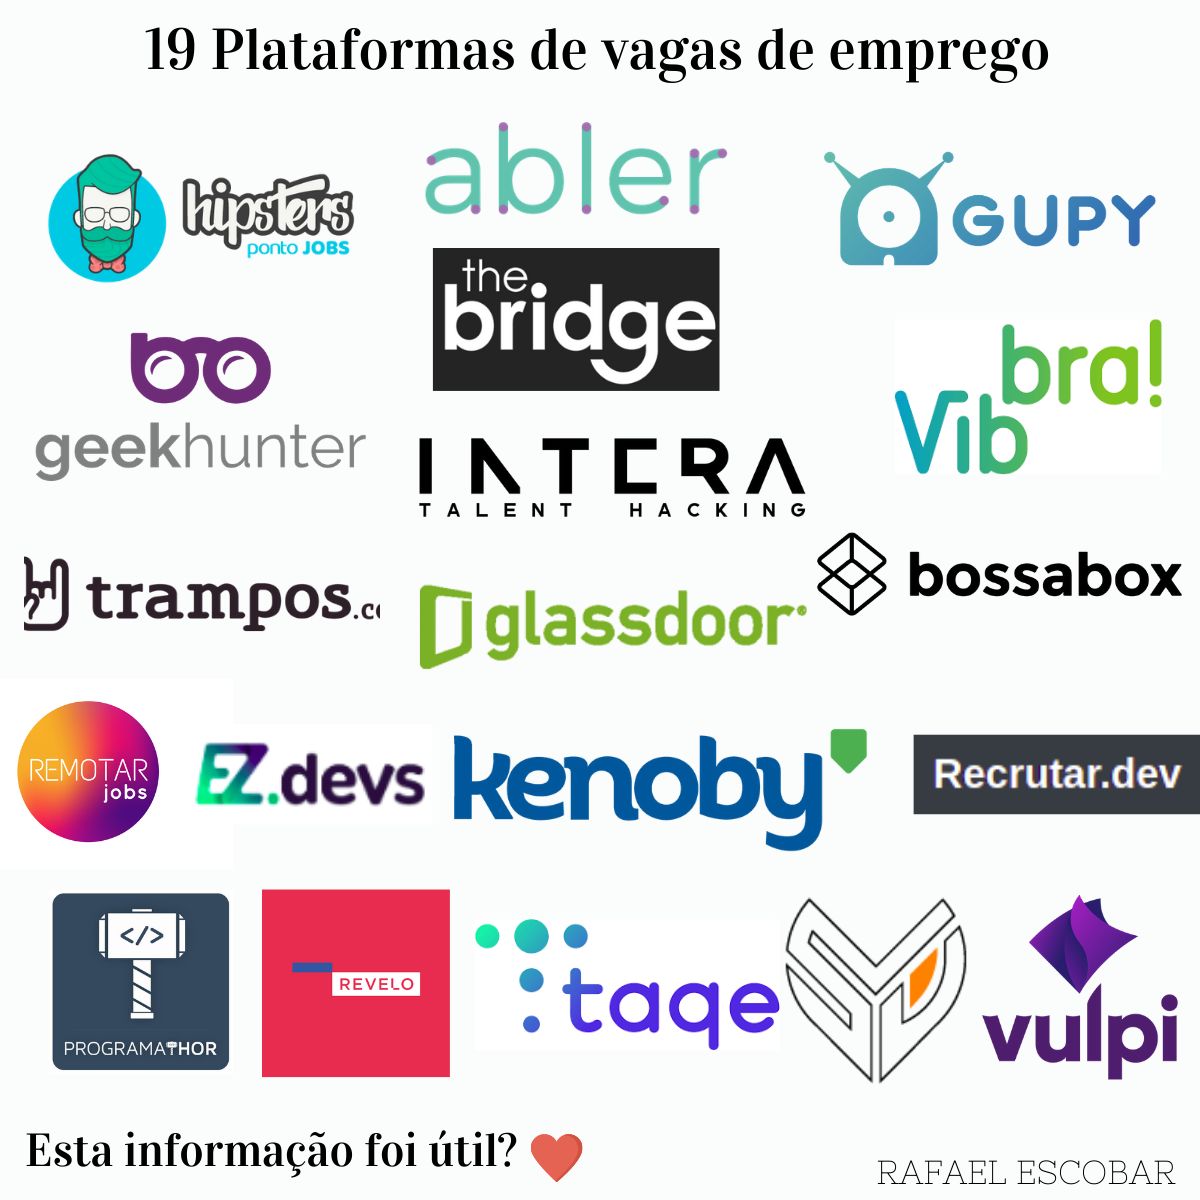 19 Plataformas de vagas de emprego
hipsters
ponto JOBS
abler
GUPY
the
bridge
geekhunter
bra!
Vib
INTERA
TALENT HACKING
trampos.co
glassdoor
bossabox
REMOTAR
jobs
EZ.devs
kenoby
Recrutar.dev
</>
PROGRAMATHOR
REVELO
taqe
vulpi
Esta informação foi útil? ❤️
RAFAEL ESCOBAR